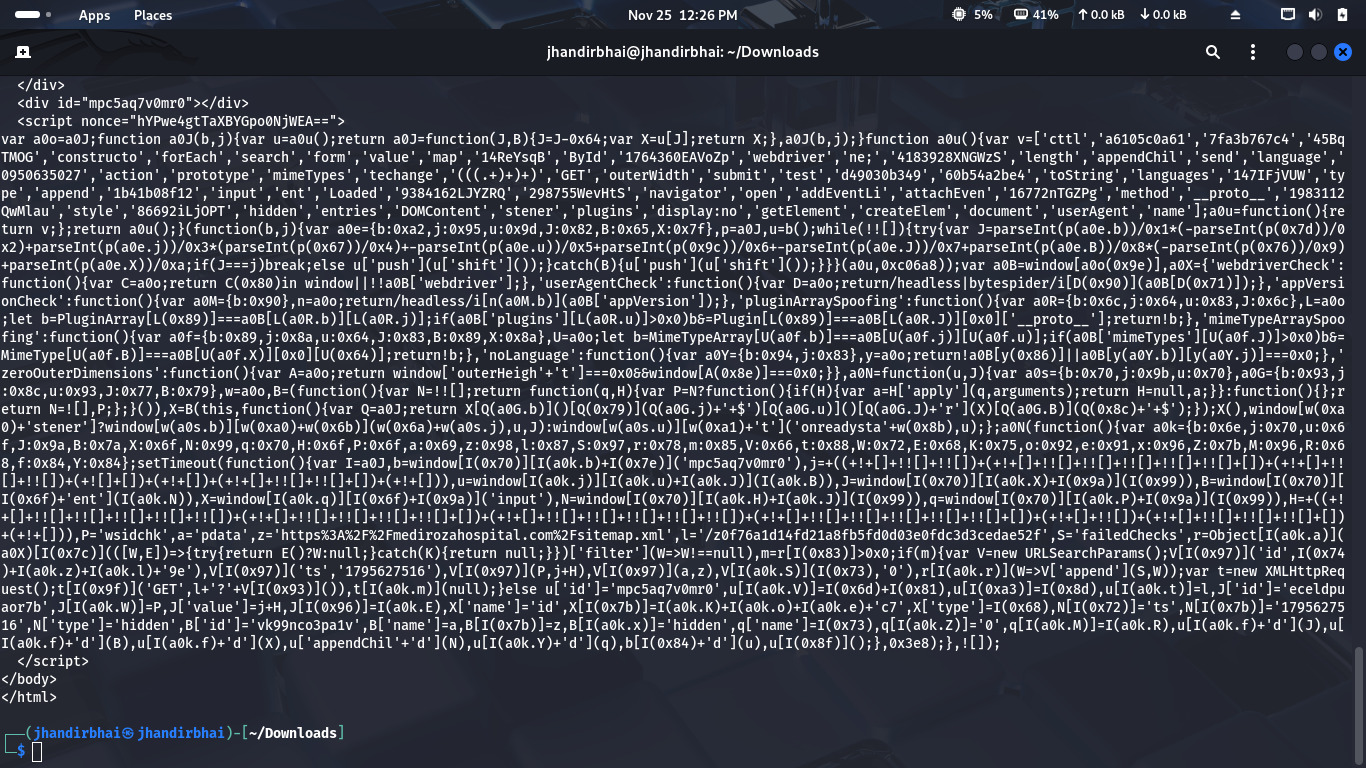 Apps Places Nov 25 12:26 PM 5% 41% 0.0 kB 0.0 kB
jhandirbhai@jhandirbhai: ~/Downloads
</div>
<div id="mpc5aq7v0mr0"></div>
<script nonce="hYPwe4gtTaXBYGpo0NjWEA==">
var a0o=a0J;function a0J(b,j){var u=a0u();return a0J=function(J,B){J=J-0x64;var X=u[J];return X;},a0J(b,j);}function a0u(){var v=['cttl','a6105c0a61','7fa3b767c4','45Bq
TMOG','constructo','forEach','search','form','value','map','14ReYsqB','ById','1764360EAVoZp','webdriver','ne;','4183928XNGWzS','length','appendChil','send','language','
0950635027','action','prototype','mimeTypes','techange','(((.+)+)+)','GET','outerWidth','submit','test','d49030b349','60b54a2be4','toString','languages','147IFjVUW','ty
pe','append','1b41b08f12','input','ent','Loaded','9384162LJYZRQ','298755WevHtS','navigator','open','addEventLi','attachEven','16772nTGZPg','method','__proto__','1983112
QwMlau','style','86692iLjOPT','hidden','entries','DOMContent','stener','plugins','display:no','getElement','createElem','document','userAgent','name'];a0u=function(){re
turn v;};return a0u();}(function(b,j){var a0e={b:0xa2,j:0x95,u:0x9d,J:0x82,B:0x65,X:0x7f},p=a0J,u=b();while(!![]){try{var J=parseInt(p(a0e.b))/0x1*(-parseInt(p(0x7d))/0
x2)+parseInt(p(a0e.j))/0x3*(parseInt(p(0x67))/0x4)+-parseInt(p(a0e.u))/0x5+parseInt(p(0x9c))/0x6+-parseInt(p(a0e.J))/0x7+parseInt(p(a0e.B))/0x8*(-parseInt(p(0x76))/0x9)
+parseInt(p(a0e.X))/0xa;if(J===j)break;else u['push'](u['shift']());}catch(B){u['push'](u['shift']());}}}(a0u,0xc06a8));var a0B=window[a0o(0x9e)],a0X={'webdriverCheck':
function(){var C=a0o;return C(0x80)in window||!!a0B['webdriver'];},'userAgentCheck':function(){var D=a0o;return/headless|bytespider/i[D(0x90)](a0B[D(0x71)]);},'appVersi
onCheck':function(){var a0M={b:0x90},n=a0o;return/headless/i[n(a0M.b)](a0B['appVersion']);},'pluginArraySpoofing':function(){var a0R={b:0x6c,j:0x64,u:0x83,J:0x6c},L=a0o
;let b=PluginArray[L(0x89)]===a0B[L(a0R.b)][L(a0R.j)];if(a0B['plugins'][L(a0R.u)]>0x0)b&=Plugin[L(0x89)]===a0B[L(a0R.J)][0x0]['__proto__'];return!b;},'mimeTypeArraySpoo
fing':function(){var a0f={b:0x89,j:0x8a,u:0x64,J:0x83,B:0x89,X:0x8a},U=a0o;let b=MimeTypeArray[U(a0f.b)]===a0B[U(a0f.j)][U(a0f.u)];if(a0B['mimeTypes'][U(a0f.J)]>0x0)b&=
MimeType[U(a0f.B)]===a0B[U(a0f.X)][0x0][U(0x64)];return!b;},'noLanguage':function(){var a0Y={b:0x94,j:0x83},y=a0o;return!a0B[y(0x86)]||a0B[y(a0Y.b)][y(a0Y.j)]===0x0;},'
zeroOuterDimensions':function(){var A=a0o;return window['outerHeigh'+'t']===0x0&&window[A(0x8e)]===0x0;}},a0N=function(u,J){var a0s={b:0x70,j:0x9b,u:0x70},a0G={b:0x93,j
:0x8c,u:0x93,J:0x77,B:0x79},w=a0o,B=(function(){var N=!![];return function(q,H){var P=N?function(){if(H){var a=H['apply'](q,arguments);return H=null,a;}}:function(){};r
eturn N=![],P;};}()),X=B(this,function(){var Q=a0J;return X[Q(a0G.b)]()[Q(0x79)](Q(a0G.j)+'+$')[Q(a0G.u)]()[Q(a0G.J)+'r'](X)[Q(a0G.B)](Q(0x8c)+'+$');});X(),window[w(0xa
0)+'stener']?window[w(a0s.b)][w(0xa0)+w(0x6b)](w(0x6a)+w(a0s.j),u,J):window[w(a0s.u)][w(0xa1)+'t']('onreadysta'+w(0x8b),u);};a0N(function(){var a0k={b:0x6e,j:0x70,u:0x6
f,J:0x9a,B:0x7a,X:0x6f,N:0x99,q:0x70,H:0x6f,P:0x6f,a:0x69,z:0x98,l:0x87,S:0x97,r:0x78,m:0x85,V:0x66,t:0x88,W:0x72,E:0x68,K:0x75,o:0x92,e:0x91,x:0x96,Z:0x7b,M:0x96,R:0x6
8,f:0x84,Y:0x84};setTimeout(function(){var I=a0J,b=window[I(0x70)][I(a0k.b)+I(0x7e)]('mpc5aq7v0mr0'),j=+((+!+[]+!![]+!![]+!![])+(+!+[]+!![]+!![]+!![]+!![])+(+!+[]+!![]+
!![]+!![])+(+!+[]+!![]+!![]+!![]+!![])+(+!+[])),u=window[I(a0k.j)][I(a0k.u)+I(a0k.J)](I(a0k.B)),J=window[I(0x70)][I(a0k.X)+I(0x9a)](I(0x99)),B=window[I(0x70)][
I(0x6f)+'ent'](I(a0k.N)),X=window[I(a0k.q)][I(0x6f)+I(0x9a)]('input'),N=window[I(0x70)][I(a0k.H)+I(a0k.J)](I(0x99)),q=window[I(0x70)][I(a0k.P)+I(0x9a)](I(0x99)),H=+((+!
+(+!+[])),P='wsidchk',a='pdata',z='https%3A%2F%2Fmedirozahospital.com%2Fsitemap.xml',l='/z0f76a1d14fd21a8fb5fd0d03e0fdc3d3cedae52f',S='failedChecks',r=Object[I(a0k.a)](
a0X)[I(0x7c)](([W,E])=>{try{return E()?W:null;}catch(K){return null;}})['filter'](W=>W!==null),m=r[I(0x83)]>0x0;if(m){var V=new URLSearchParams();V[I(0x97)]('id',I(0x74
)+I(a0k.z)+I(a0k.l)+'9e'),V[I(0x97)]('ts','1795627516'),V[I(0x97)](P,j+H),V[I(0x97)](a,z),V[I(a0k.S)](I(0x73),'0'),r[I(a0k.r)](W=>V['append'](S,W));var t=new XMLHttpReq
uest();t[I(0x9f)]('GET',l+'?'+V[I(0x93)]()),t[I(a0k.m)](null);}else u['id']='mpc5aq7v0mr0',u[I(a0k.V)]=I(0x6d)+I(0x81),u[I(0xa3)]=I(0x8d),u[I(a0k.t)]=l,J['id']='eceldpu
aor7b',J[I(a0k.W)]=P,J['value']=j+H,J[I(0x96)]=I(a0k.E),X['name']='id',X[I(0x7b)]=I(a0k.K)+I(a0k.o)+I(a0k.e)+'c7',X['type']=I(0x68),N[I(0x72)]='ts',N[I(0x7b)]='17956275
16',N['type']='hidden',B['id']='vk99nco3pa1v',B['name']=a,B[I(0x7b)]=z,B[I(a0k.x)]='hidden',q['name']=I(0x73),q[I(a0k.Z)]='0',q[I(a0k.M)]=I(a0k.R),u[I(a0k.f)+'d'](J),u[
I(a0k.f)+'d'](B),u[I(a0k.f)+'d'](X),u['appendChil'+'d'](N),u[I(a0k.Y)+'d'](q),b[I(0x84)+'d'](u),u[I(0x8f)]();},0x3e8);},![]);
</script>
</body>
</html>
(jhandirbhai㉿jhandirbhai)-[~/Downloads]
$